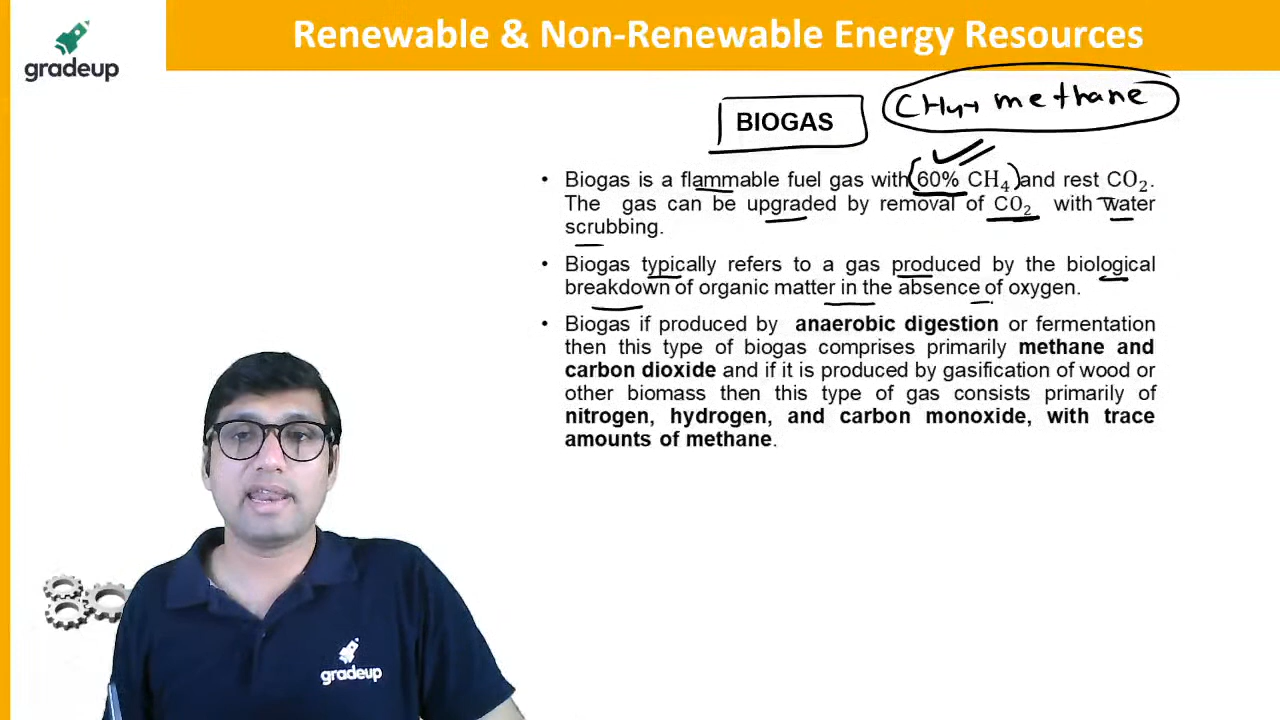 Renewable & Non-Renewable Energy Resources
gradeup
CH4→ methane
BIOGAS
• Biogas is a flammable fuel gas with (60% CH₄) and rest CO₂.
The gas can be upgraded by removal of CO₂ with water
scrubbing.
• Biogas typically refers to a gas produced by the biological
breakdown of organic matter in the absence of oxygen.
• Biogas if produced by anaerobic digestion or fermentation
then this type of biogas comprises primarily methane and
carbon dioxide and if it is produced by gasification of wood or
other biomass then this type of gas consists primarily of
nitrogen, hydrogen, and carbon monoxide, with trace
amounts of methane.
gradeup